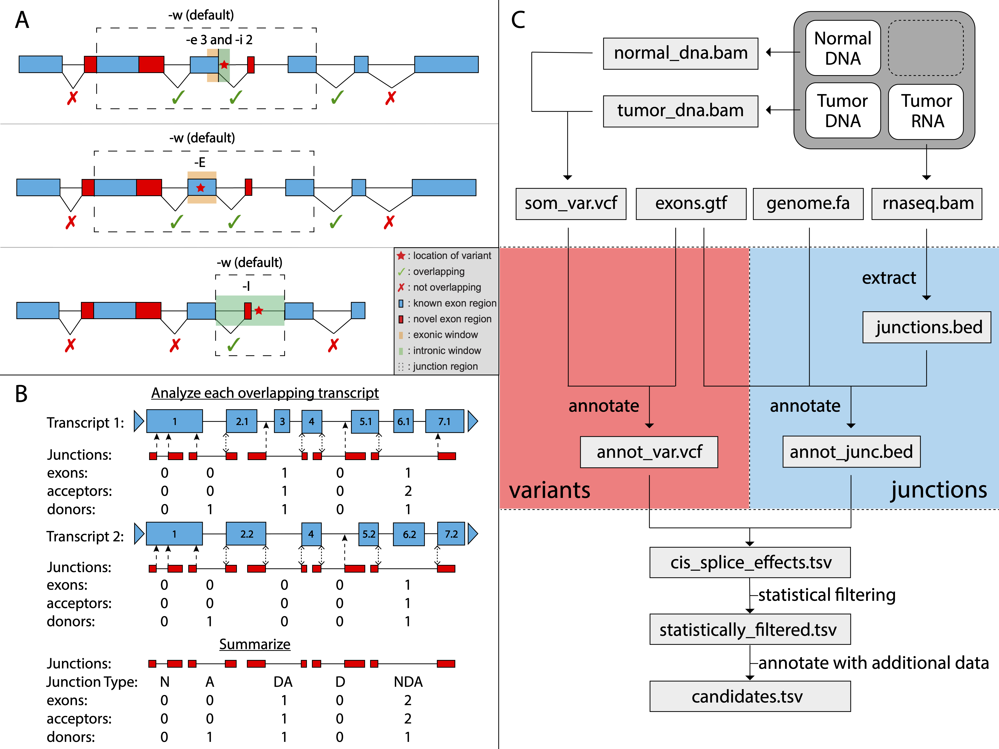 A
-w (default)
-e 3 and -i 2
✗ ✓ ✓ ✓ ✗
-w (default)
-E
✗ ✓ ✓ ✓ ✗
-w (default)
-I
✗ ✗ ✓ ✗
: location of variant
✓ : overlapping
✗ : not overlapping
: known exon region
: novel exon region
: exonic window
: intronic window
: junction region
B
Analyze each overlapping transcript
Transcript 1: 1 2.1 3 4 5.1 6.1 7.1
Junctions:
exons: 0 0 1 0 1
acceptors: 0 0 1 0 2
donors: 0 1 1 0 1
Transcript 2: 1 2.2 4 5.2 6.2 7.2
Junctions:
exons: 0 0 0 0 1
acceptors: 0 0 0 0 1
donors: 0 1 0 0 1
Summarize
Junctions:
Junction Type: N A DA D NDA
exons: 0 0 1 0 2
acceptors: 0 0 1 0 2
donors: 0 1 1 0 1
C
Normal
DNA
Tumor
DNA
Tumor
RNA
normal_dna.bam
tumor_dna.bam
som_var.vcf
exons.gtf
genome.fa
rnaseq.bam
extract
junctions.bed
annotate
annotate
annot_var.vcf
annot_junc.bed
variants
junctions
cis_splice_effects.tsv
statistical filtering
statistically_filtered.tsv
annotate with additional data
candidates.tsv